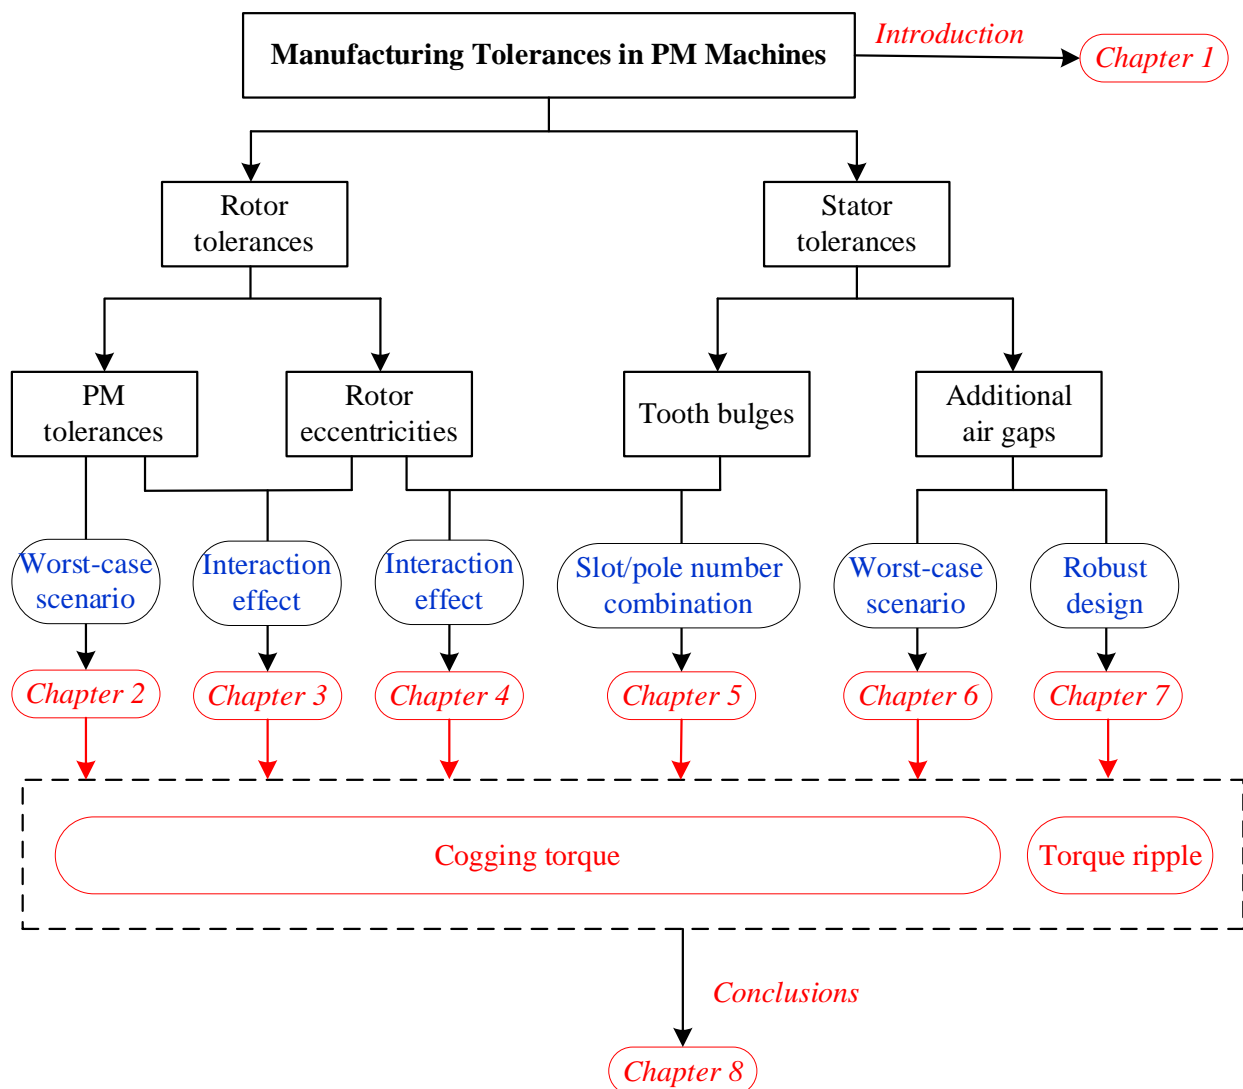 Manufacturing Tolerances in PM Machines
Introduction
Chapter 1
Rotor
tolerances
Stator
tolerances
PM
tolerances
Rotor
eccentricities
Tooth bulges
Additional
air gaps
Worst-case
scenario
Interaction
effect
Interaction
effect
Slot/pole number
combination
Worst-case
scenario
Robust
design
Chapter 2
Chapter 3
Chapter 4
Chapter 5
Chapter 6
Chapter 7
Cogging torque
Torque ripple
Conclusions
Chapter 8